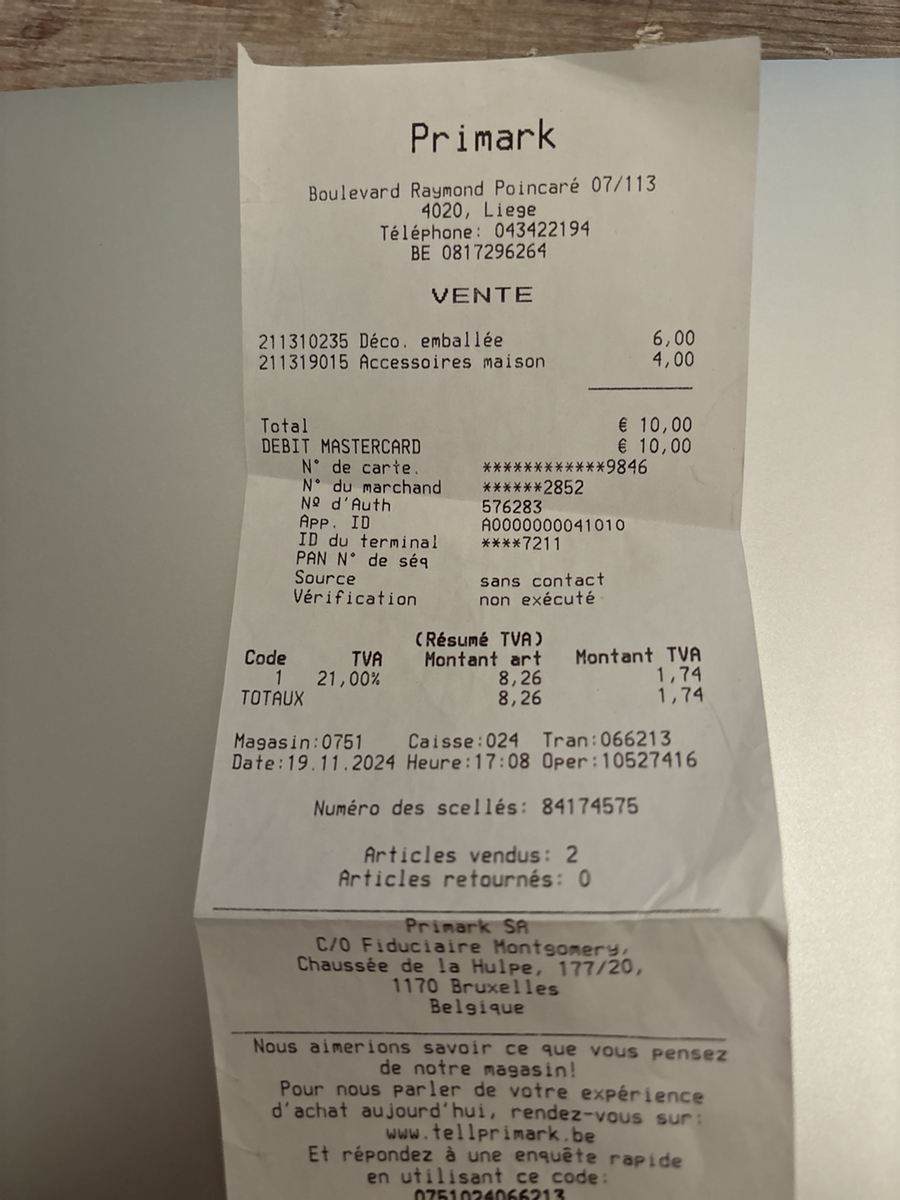 Primark
Boulevard Raymond Poincaré 07/113
4020, Liege
Téléphone: 043422194
BE 0817296264
VENTE
211310235 Déco. emballée 6,00
211319015 Accessoires maison 4,00
Total € 10,00
DEBIT MASTERCARD € 10,00
N° de carte. ************9846
N° du marchand ******2852
Nº d'Auth 576283
App. ID A0000000041010
ID du terminal ****7211
PAN N° de séq
Source sans contact
Vérification non exécuté
(Résumé TVA)
Code TVA Montant art Montant TVA
1 21,00% 8,26 1,74
TOTAUX 8,26 1,74
Magasin:0751 Caisse:024 Tran:066213
Date:19.11.2024 Heure:17:08 Oper:10527416
Numéro des scellés: 84174575
Articles vendus: 2
Articles retournés: 0
Primark SA
C/O Fiduciaire Montgomery,
Chaussée de la Hulpe, 177/20,
1170 Bruxelles
Belgique
Nous aimerions savoir ce que vous pensez
de notre magasin!
Pour nous parler de votre expérience
d'achat aujourd'hui, rendez-vous sur:
www.tellprimark.be
Et répondez à une enquête rapide
en utilisant ce code:
0751024066213